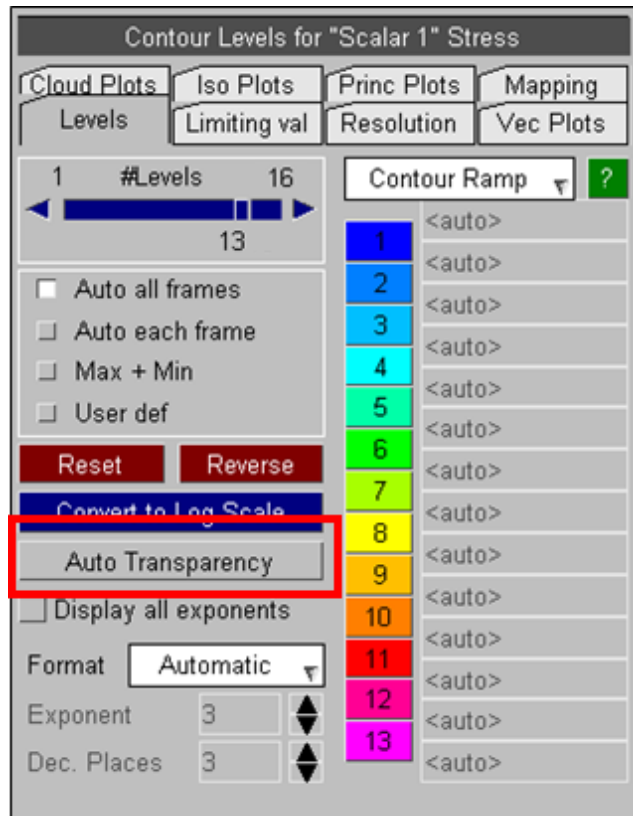 Contour Levels for "Scalar 1" Stress
Cloud Plots Iso Plots Princ Plots Mapping
Levels Limiting val Resolution Vec Plots
1 #Levels 16
13
Auto all frames
Auto each frame
Max + Min
User def
Reset Reverse
Convert to Log Scale
Auto Transparency
Display all exponents
Format Automatic
Exponent 3
Dec. Places 3
Contour Ramp ?
<auto>
1
<auto>
2
<auto>
3
<auto>
4
<auto>
5
<auto>
6
<auto>
7
<auto>
8
<auto>
9
<auto>
10
<auto>
11
<auto>
12
<auto>
13
<auto>